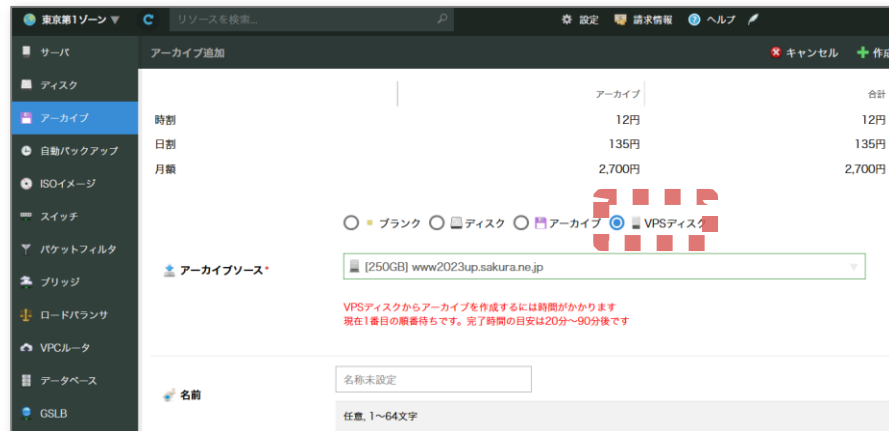 東京第1ゾーン ▼ リソースを検索... 設定 請求情報 ヘルプ
サーバ
アーカイブ追加 キャンセル 作成
ディスク
アーカイブ 合計
アーカイブ
時割 12円 12円
自動バックアップ
日割 135円 135円
月額 2,700円 2,700円
ISOイメージ
スイッチ
ブランク ディスク アーカイブ VPSディスク
パケットフィルタ
アーカイブソース* [250GB] www2023up.sakura.ne.jp
ブリッジ
VPSディスクからアーカイブを作成するには時間がかかります
現在1番目の順番待ちです。完了時間の目安は20分〜90分後です
ロードバランサ
VPCルータ
データベース
名前 名称未設定
GSLB
任意, 1〜64文字